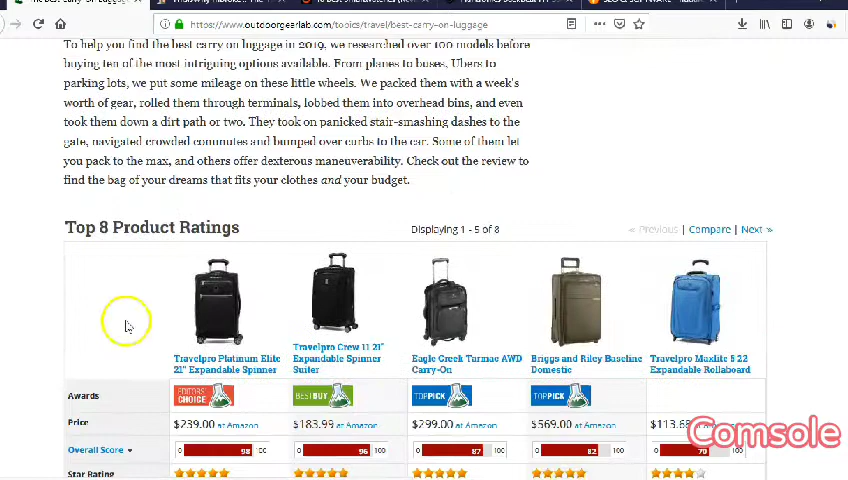 https://www.outdoorgearlab.com/topics/travel/best-carry-on-luggage
To help you find the best carry on luggage in 2019, we researched over 100 models before
buying ten of the most intriguing options available. From planes to buses, Ubers to
parking lots, we put some mileage on these little wheels. We packed them with a week's
worth of gear, rolled them through terminals, lobbed them into overhead bins, and even
took them down a dirt path or two. They took on panicked stair-smashing dashes to the
gate, navigated crowded commutes and bumped over curbs to the car. Some of them let
you pack to the max, and others offer dexterous maneuverability. Check out the review to
find the bag of your dreams that fits your clothes and your budget.
Top 8 Product Ratings
Displaying 1 - 5 of 8
« Previous | Compare | Next »
Travelpro Platinum Elite
21" Expandable Spinner
Travelpro Crew 11 21"
Expandable Spinner
Suiter
Eagle Creek Tarmac AWD
Carry-On
Briggs and Riley Baseline
Domestic
Travelpro Maxlite 5 22
Expandable Rollaboard
Awards
EDITORS' CHOICE
BEST BUY
TOP PICK
TOP PICK
Price
$239.00 at Amazon
$183.99 at Amazon
$299.00 at Amazon
$569.00 at Amazon
Comsole
Overall Score
0 98 100
0 96 100
0 87 100
0 82 100
0 70
Star Rating